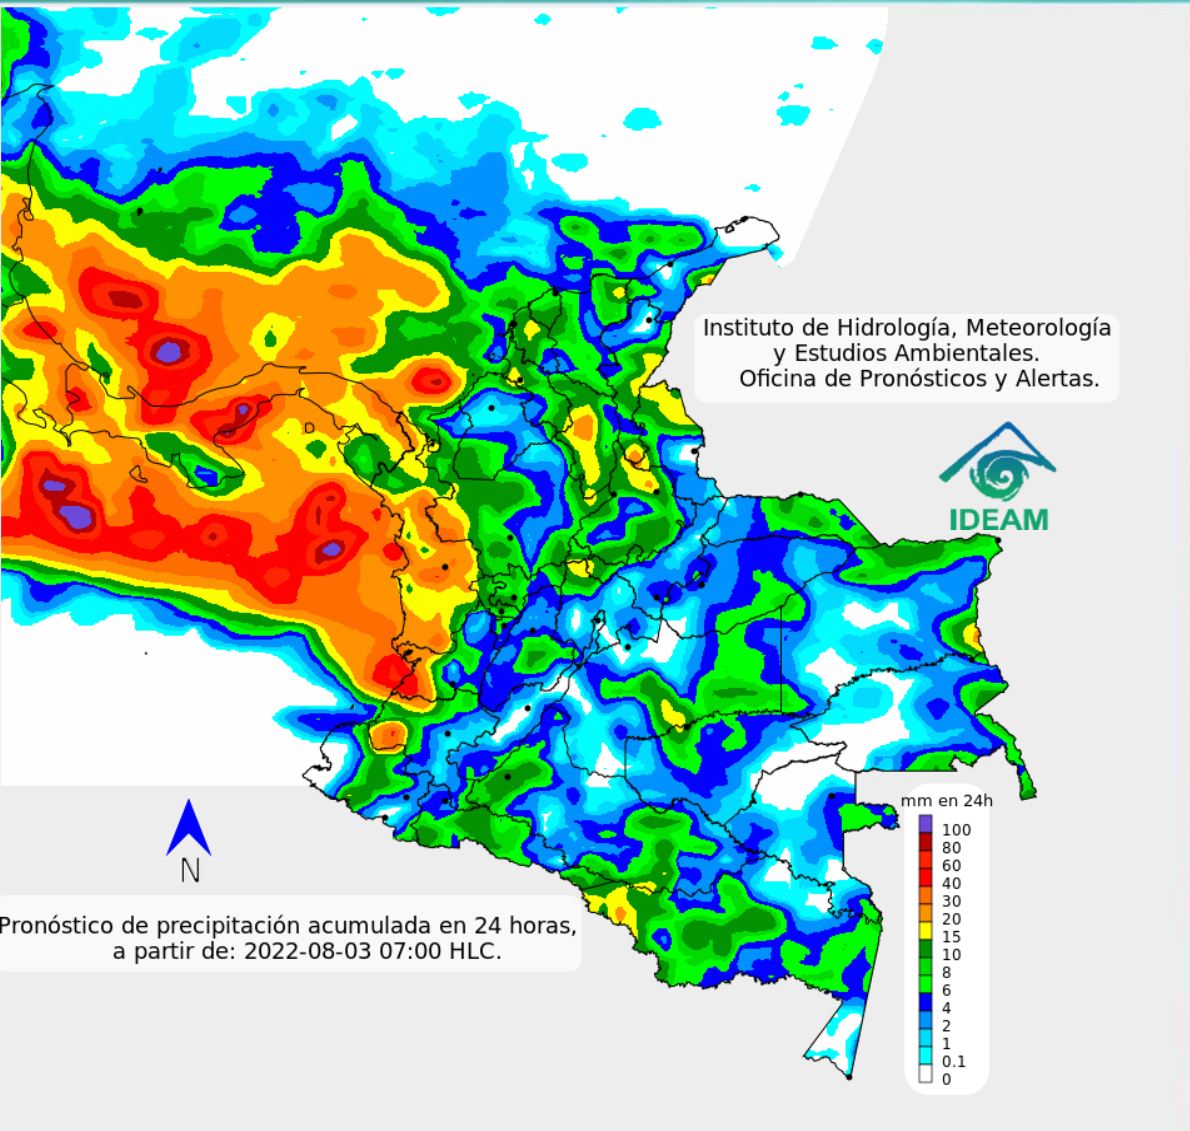 Instituto de Hidrología, Meteorología
y Estudios Ambientales.
Oficina de Pronósticos y Alertas.
IDEAM
mm en 24h
100
80
60
40
30
20
15
10
8
6
4
2
1
0.1
0
N
Pronóstico de precipitación acumulada en 24 horas,
a partir de: 2022-08-03 07:00 HLC.